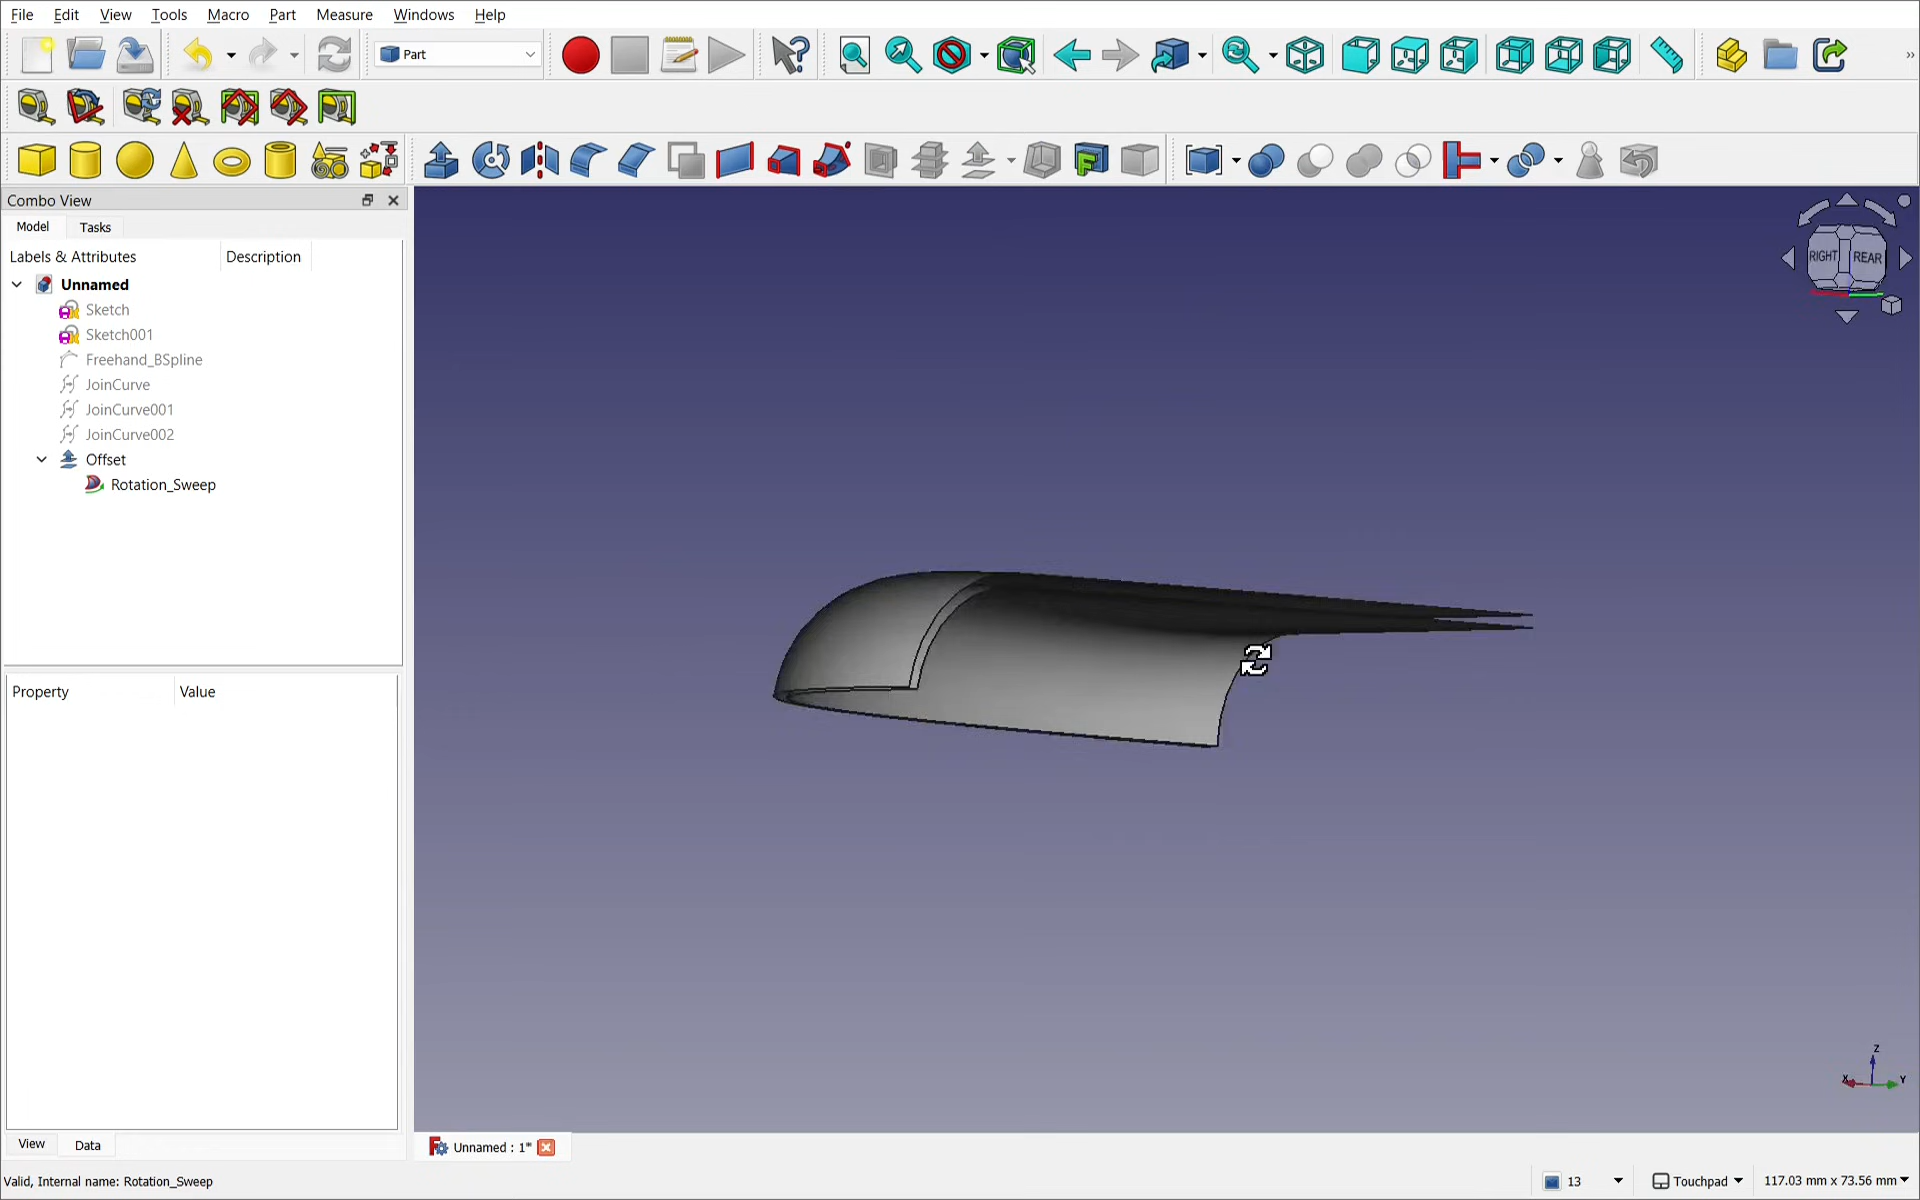 File Edit View Tools Macro Part Measure Windows Help
Part
Combo View
Model Tasks
Labels & Attributes Description
Unnamed
Sketch
Sketch001
Freehand_BSpline
JoinCurve
JoinCurve001
JoinCurve002
Offset
Rotation_Sweep
RIGHT REAR
Property Value
Z
X Y
View Data
Unnamed : 1*
Valid, Internal name: Rotation_Sweep
13 Touchpad 117.03 mm x 73.56 mm